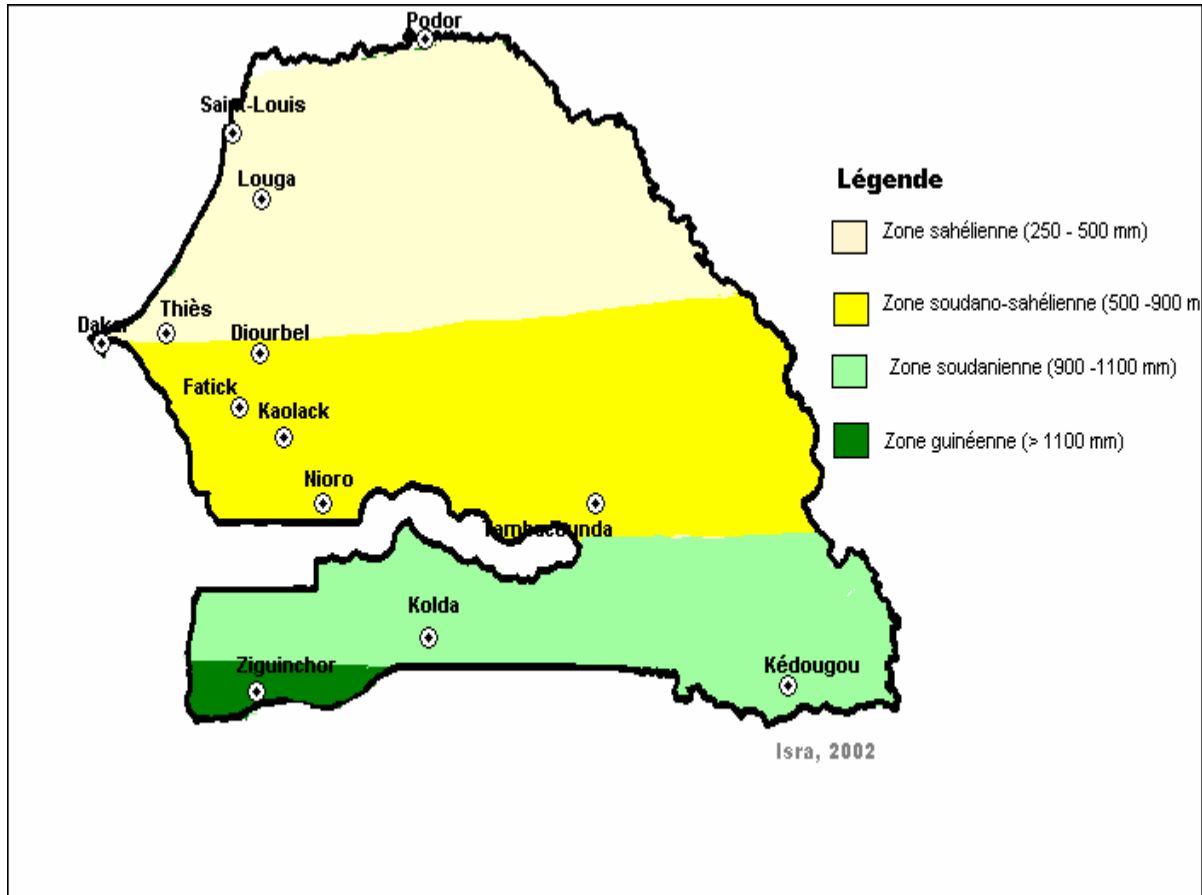 Podor
Saint-Louis
Louga
Légende
Zone sahélienne (250 - 500 mm)
Thiès
Dakar
Diourbel
Zone soudano-sahélienne (500 -900 m
Fatick
Kaolack
Zone soudanienne (900 -1100 mm)
Zone guinéenne (> 1100 mm)
Nioro
Tambacounda
Kolda
Ziguinchor
Kédougou
Isra, 2002